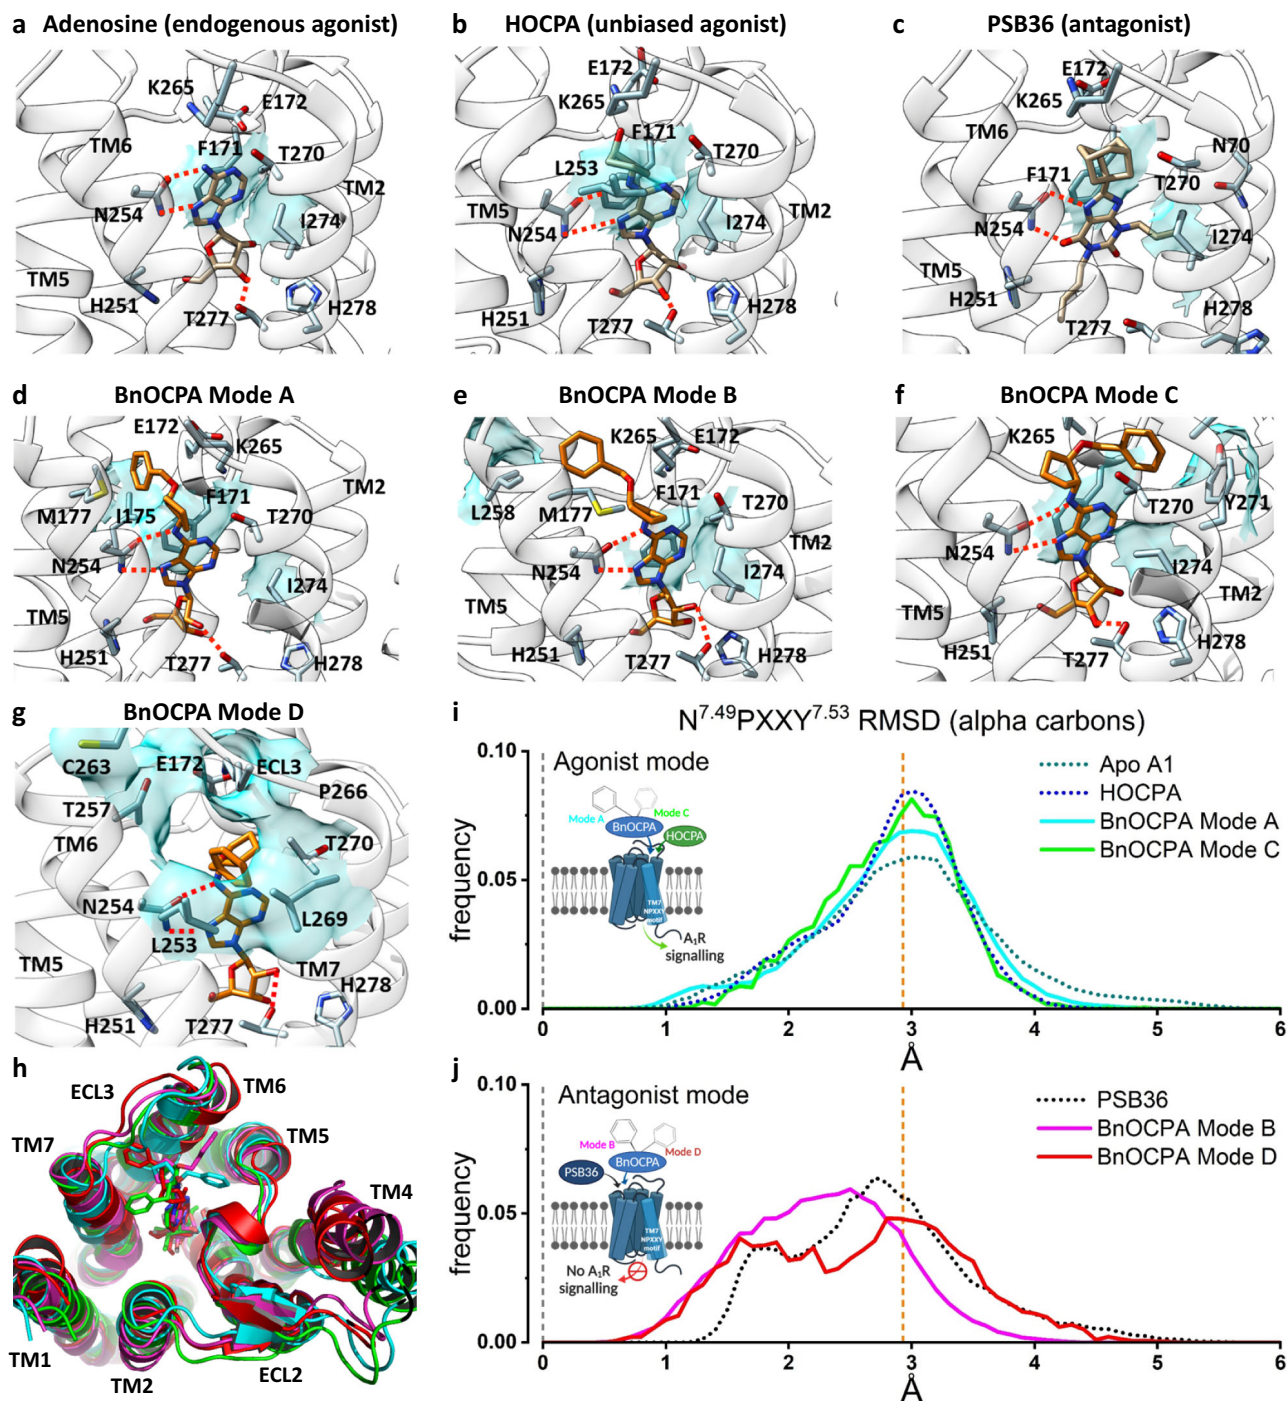 a Adenosine (endogenous agonist)
K265
E172
TM6
F171
T270
TM2
N254
I274
TM5
H251
T277
H278
b HOCPA (unbiased agonist)
E172
K265
F171
L253
T270
TM5
TM2
N254
I274
H251
T277
H278
c PSB36 (antagonist)
E172
K265
TM6
N70
F171
T270
N254
I274
TM5
H251
T277
H278
d BnOCPA Mode A
E172
K265
TM2
M177
F171
I175
T270
N254
I274
TM5
H251
T277
H278
e BnOCPA Mode B
K265
E172
L258
M177
F171
T270
TM2
N254
I274
TM5
H251
T277
H278
f BnOCPA Mode C
K265
T270
Y271
N254
I274
TM5
TM2
H278
T277
g BnOCPA Mode D
C263
E172
ECL3
P266
T257
TM6
T270
N254
L269
L253
TM5
TM7
H278
H251
T277
h
ECL3
TM6
TM7
TM5
TM4
TM1
TM2
ECL2
i N7.49PXXY7.53 RMSD (alpha carbons)
0.10
0.05
0.00
frequency
Agonist mode
Mode A
Mode C
BnOCPA
HOCPA
TM7
NPXXY
motif
A1R
signalling
Apo A1
HOCPA
BnOCPA Mode A
BnOCPA Mode C
0 1 2 3 4 5 6
Å
j
0.10
0.05
0.00
frequency
Antagonist mode
Mode B
Mode D
PSB36
BnOCPA
TM7
NPXXY
motif
No A1R
signalling
PSB36
BnOCPA Mode B
BnOCPA Mode D
0 1 2 3 4 5 6
Å